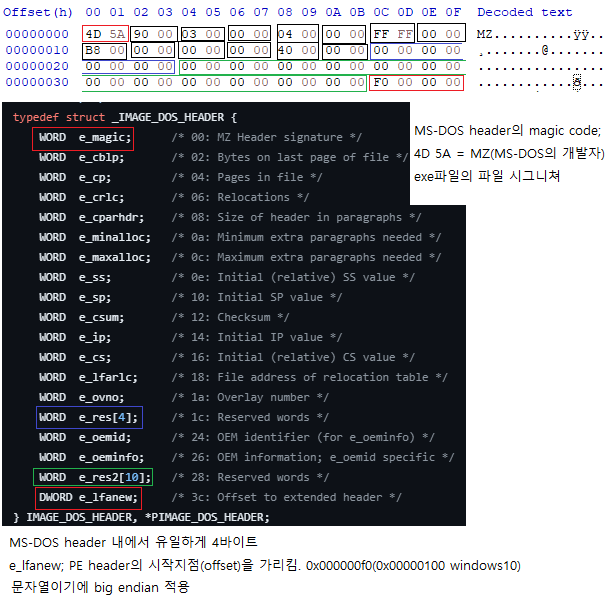 Offset(h) 00 01 02 03 04 05 06 07 08 09 0A 0B 0C 0D 0E 0F Decoded text
00000000 4D 5A 90 00 03 00 00 00 04 00 00 00 FF FF 00 00 MZ..........ÿÿ..
00000010 B8 00 00 00 00 00 00 00 40 00 00 00 00 00 00 00 ¸.......@.......
00000020 00 00 00 00 00 00 00 00 00 00 00 00 00 00 00 00 ................
00000030 00 00 00 00 00 00 00 00 00 00 00 00 F0 00 00 00 ............ð...
typedef struct _IMAGE_DOS_HEADER {
WORD e_magic; /* 00: MZ Header signature */
WORD e_cblp; /* 02: Bytes on last page of file */
WORD e_cp; /* 04: Pages in file */
WORD e_crlc; /* 06: Relocations */
WORD e_cparhdr; /* 08: Size of header in paragraphs */
WORD e_minalloc; /* 0a: Minimum extra paragraphs needed */
WORD e_maxalloc; /* 0c: Maximum extra paragraphs needed */
WORD e_ss; /* 0e: Initial (relative) SS value */
WORD e_sp; /* 10: Initial SP value */
WORD e_csum; /* 12: Checksum */
WORD e_ip; /* 14: Initial IP value */
WORD e_cs; /* 16: Initial (relative) CS value */
WORD e_lfarlc; /* 18: File address of relocation table */
WORD e_ovno; /* 1a: Overlay number */
WORD e_res[4]; /* 1c: Reserved words */
WORD e_oemid; /* 24: OEM identifier (for e_oeminfo) */
WORD e_oeminfo; /* 26: OEM information; e_oemid specific */
WORD e_res2[10]; /* 28: Reserved words */
DWORD e_lfanew; /* 3c: Offset to extended header */
} IMAGE_DOS_HEADER, *PIMAGE_DOS_HEADER;
MS-DOS header의 magic code;
4D 5A = MZ(MS-DOS의 개발자)
exe파일의 파일 시그니쳐
MS-DOS header 내에서 유일하게 4바이트
e_lfanew; PE header의 시작지점(offset)을 가리킴. 0x000000f0(0x00000100 windows10)
문자열이기에 big endian 적용